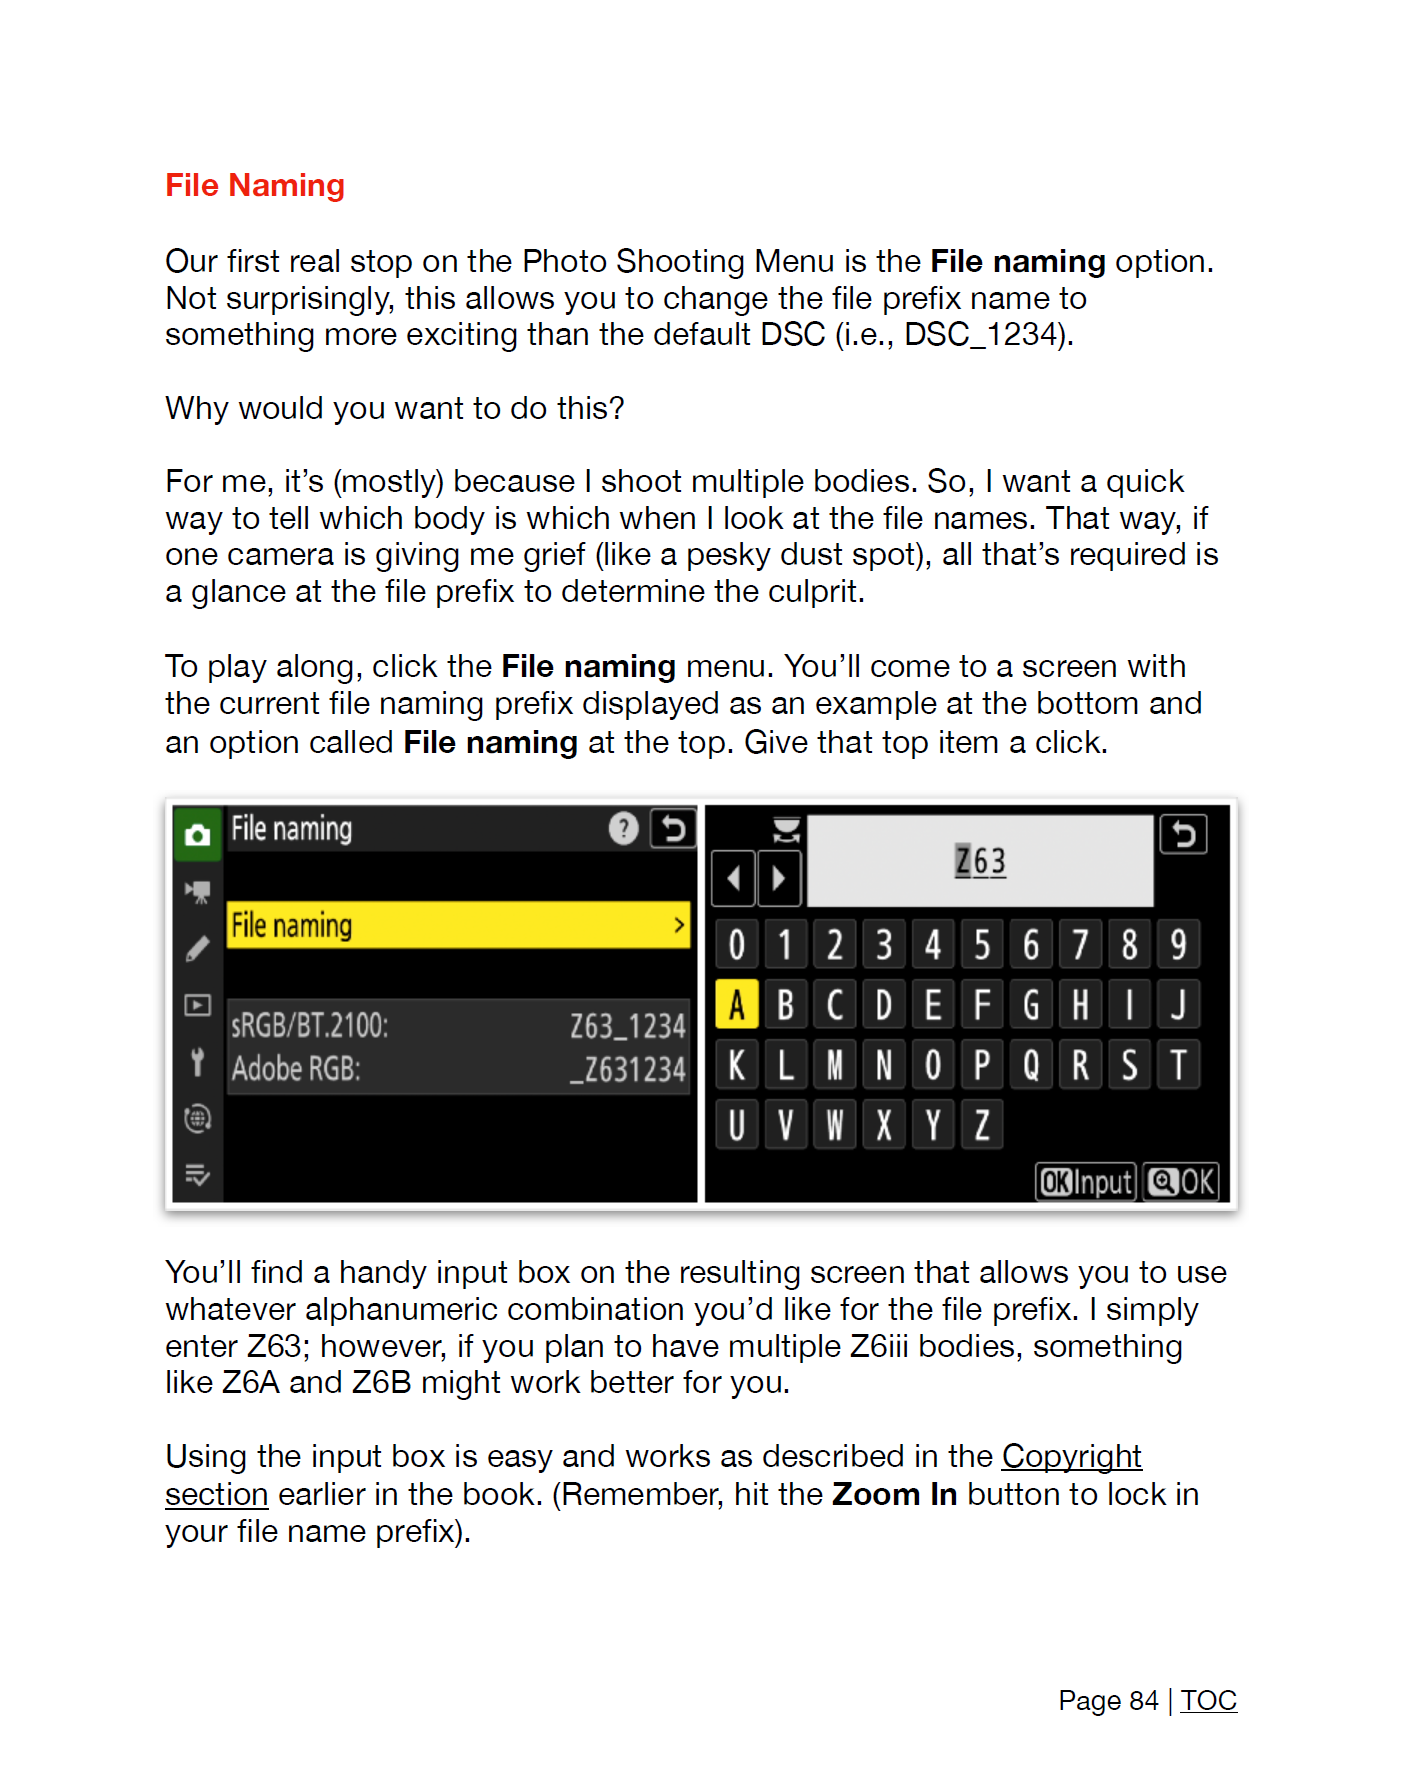 File Naming
Our first real stop on the Photo Shooting Menu is the File naming option.
Not surprisingly, this allows you to change the file prefix name to
something more exciting than the default DSC (i.e., DSC_1234).
Why would you want to do this?
For me, it’s (mostly) because I shoot multiple bodies. So, I want a quick
way to tell which body is which when I look at the file names. That way, if
one camera is giving me grief (like a pesky dust spot), all that’s required is
a glance at the file prefix to determine the culprit.
To play along, click the File naming menu. You’ll come to a screen with
the current file naming prefix displayed as an example at the bottom and
an option called File naming at the top. Give that top item a click.
File naming ?
File naming >
sRGB/BT.2100: Z63_1234
Adobe RGB: _Z631234
Z63
0 1 2 3 4 5 6 7 8 9
A B C D E F G H I J
K L M N O P Q R S T
U V W X Y Z
OK Input OK
You’ll find a handy input box on the resulting screen that allows you to use
whatever alphanumeric combination you’d like for the file prefix. I simply
enter Z63; however, if you plan to have multiple Z6iii bodies, something
like Z6A and Z6B might work better for you.
Using the input box is easy and works as described in the Copyright
section earlier in the book. (Remember, hit the Zoom In button to lock in
your file name prefix).
Page 84 | TOC